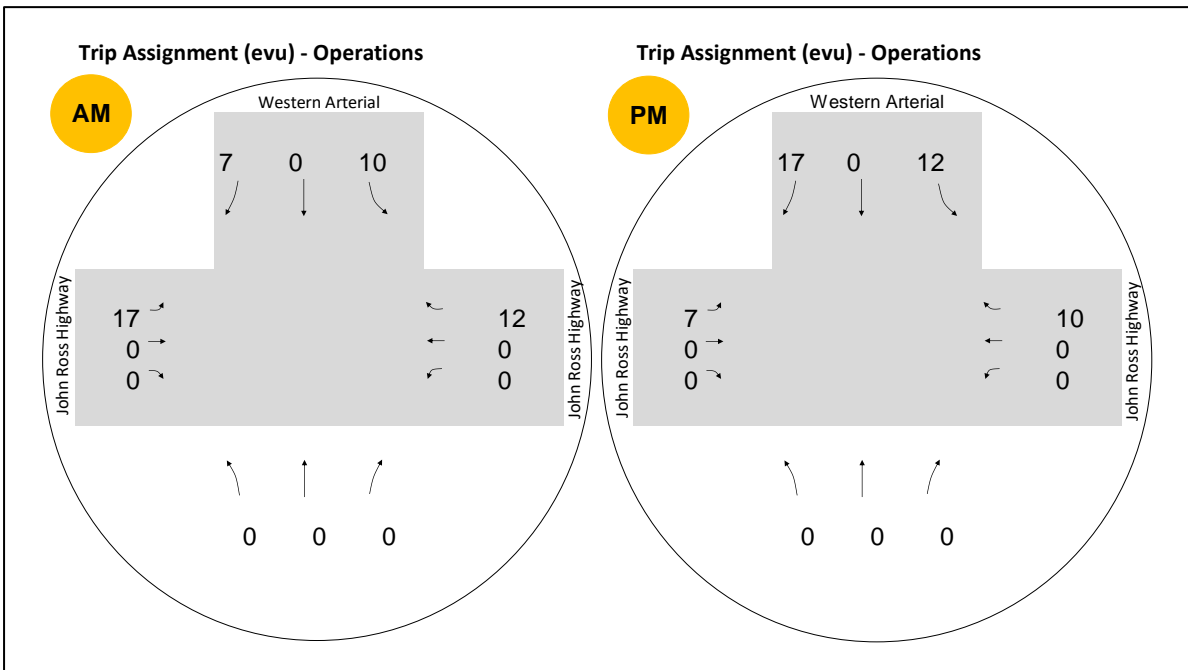 Trip Assignment (evu) - Operations
AM
Western Arterial
7 0 10
John Ross Highway
17
0
0
12
0
0
John Ross Highway
0 0 0
Trip Assignment (evu) - Operations
PM
Western Arterial
17 0 12
John Ross Highway
7
0
0
10
0
0
John Ross Highway
0 0 0